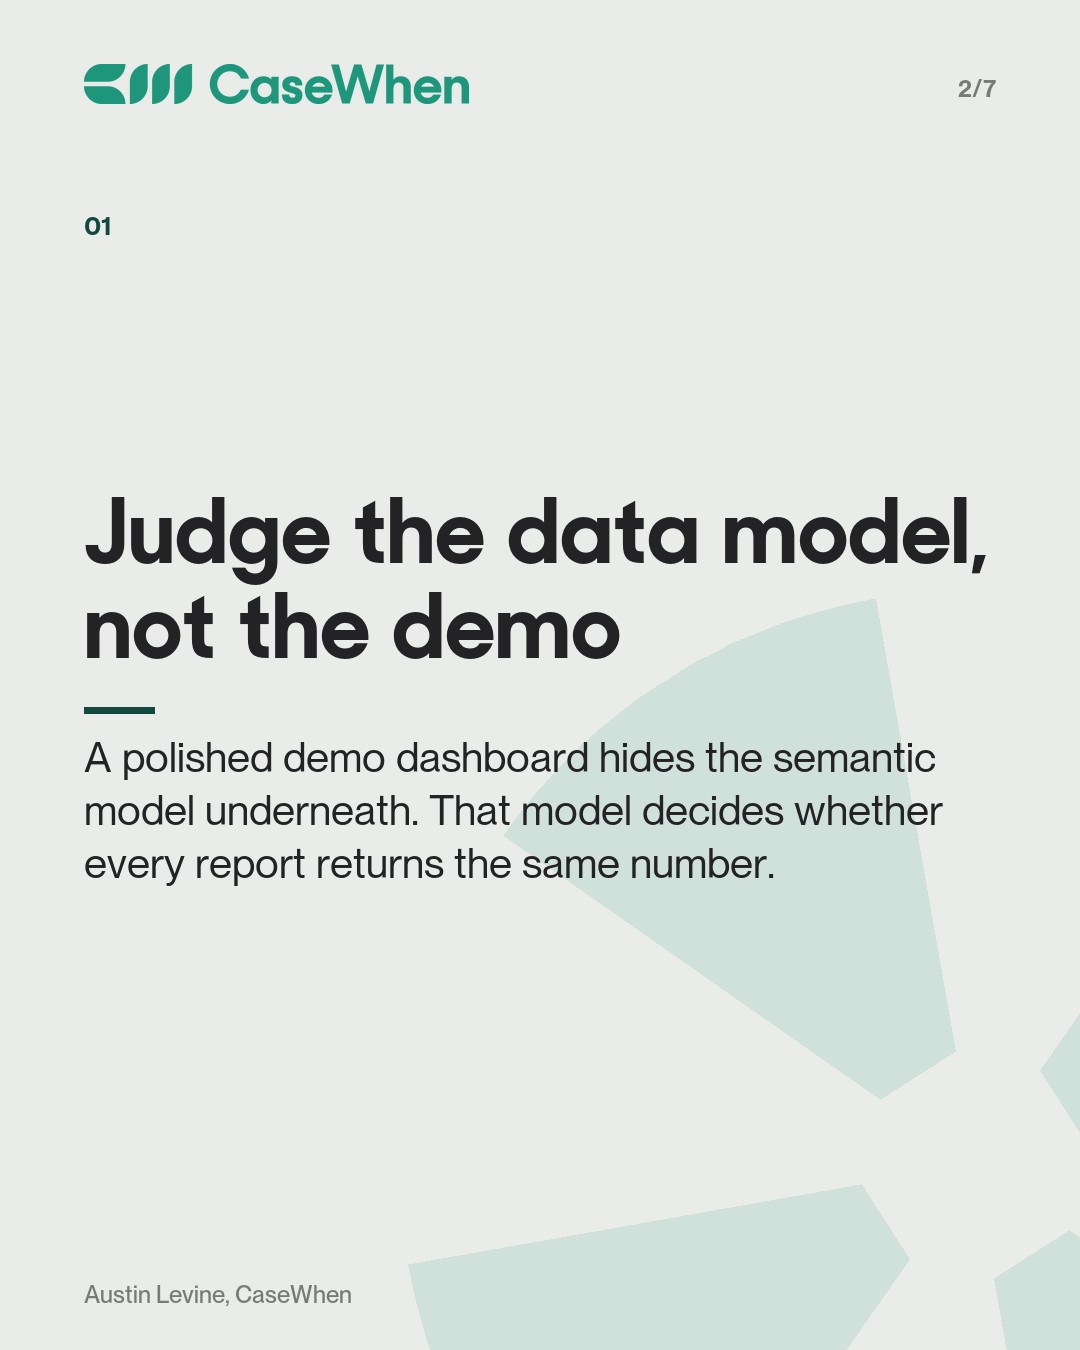 CaseWhen
2/7
01
Judge the data model,
not the demo
A polished demo dashboard hides the semantic
model underneath. That model decides whether
every report returns the same number.
Austin Levine, CaseWhen